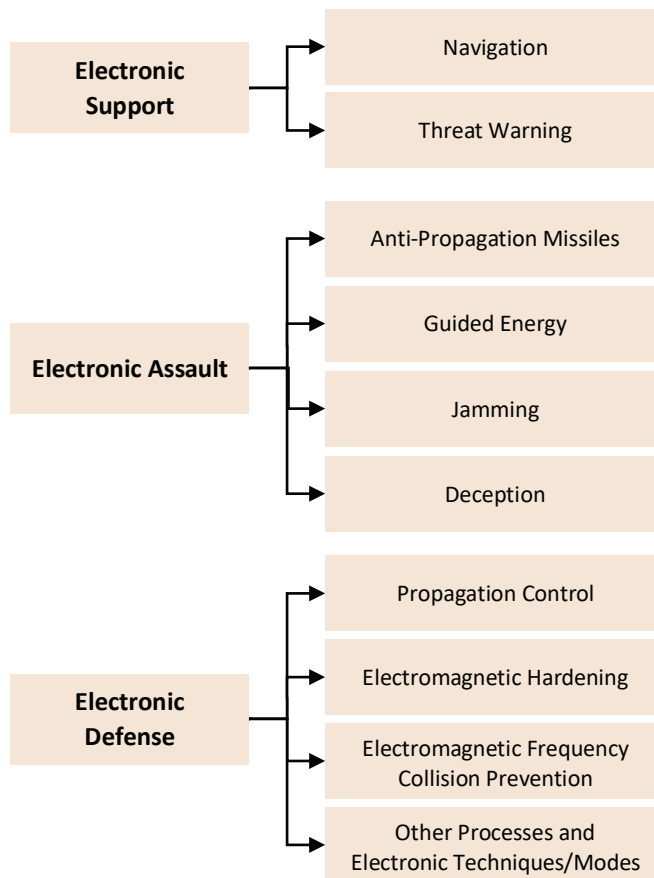 Electronic
Support
Navigation
Threat Warning
Electronic Assault
Anti-Propagation Missiles
Guided Energy
Jamming
Deception
Electronic
Defense
Propagation Control
Electromagnetic Hardening
Electromagnetic Frequency
Collision Prevention
Other Processes and
Electronic Techniques/Modes